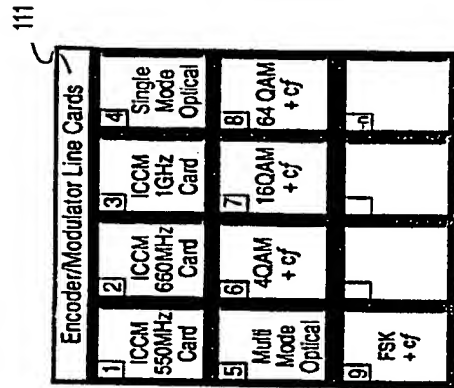 111
Encoder/Modulator Line Cards
1
ICCM
550MHz
Card
2
ICCM
660MHz
Card
3
ICCM
1GHz
Card
4
Single
Mode
Optical
5
Multi
Mode
Optical
6
4QAM
+ cf
7
16QAM
+ cf
8
64 QAM
+ cf
9
FSK
+ cf
-n